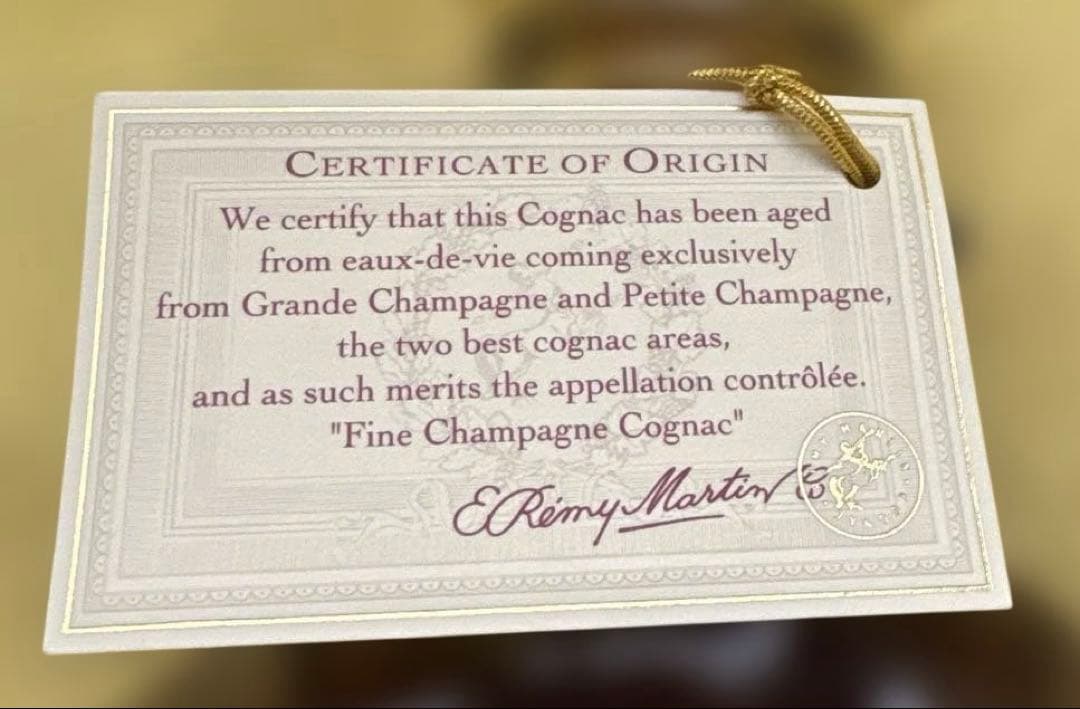 CERTIFICATE OF ORIGIN
We certify that this Cognac has been aged
from eaux-de-vie coming exclusively
from Grande Champagne and Petite Champagne,
the two best cognac areas,
and as such merits the appellation contrôlée.
"Fine Champagne Cognac"
E. Rémy Martin & Co